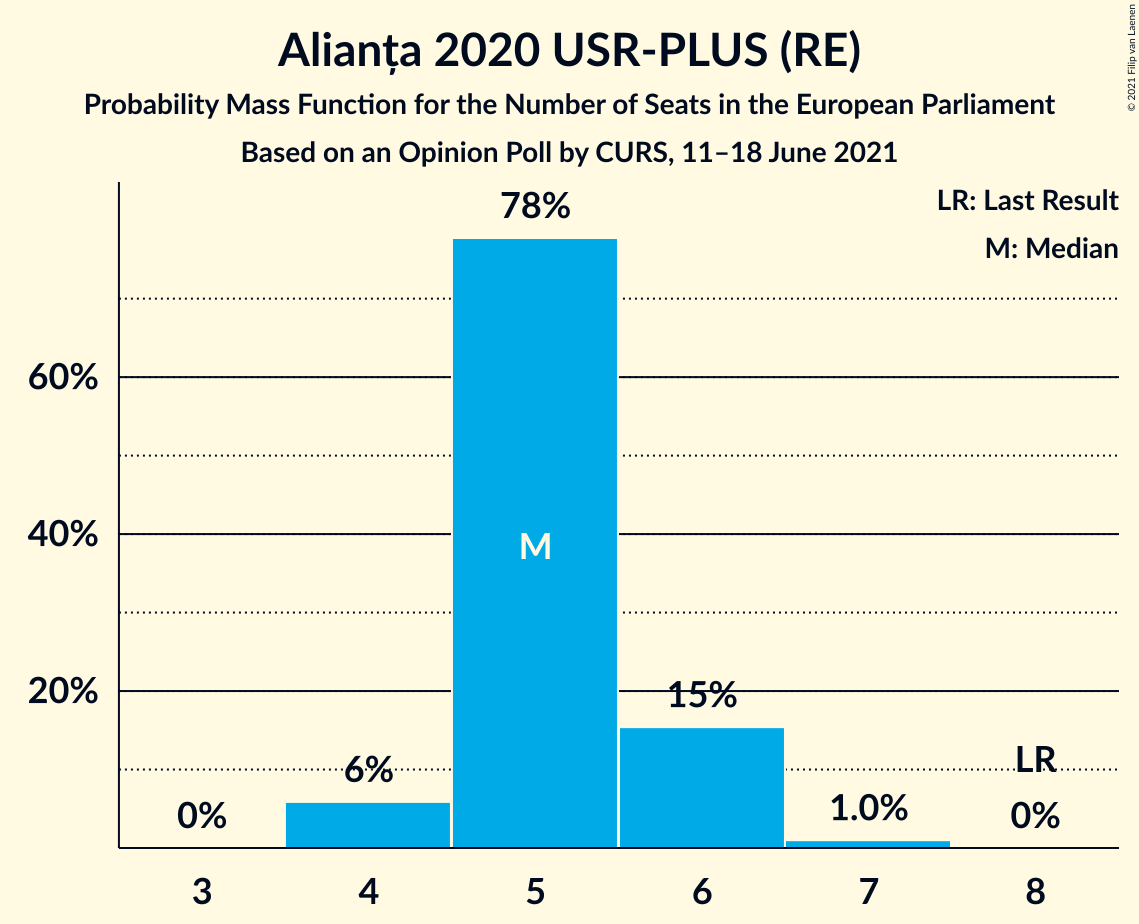 Alianța 2020 USR-PLUS (RE)
Probability Mass Function for the Number of Seats in the European Parliament
Based on an Opinion Poll by CURS, 11–18 June 2021
© 2021 Filip van Laenen
LR: Last Result
M: Median
78%
60%
40%
M
20%
15%
6%
LR
0%
1.0%
0%
3 4 5 6 7 8